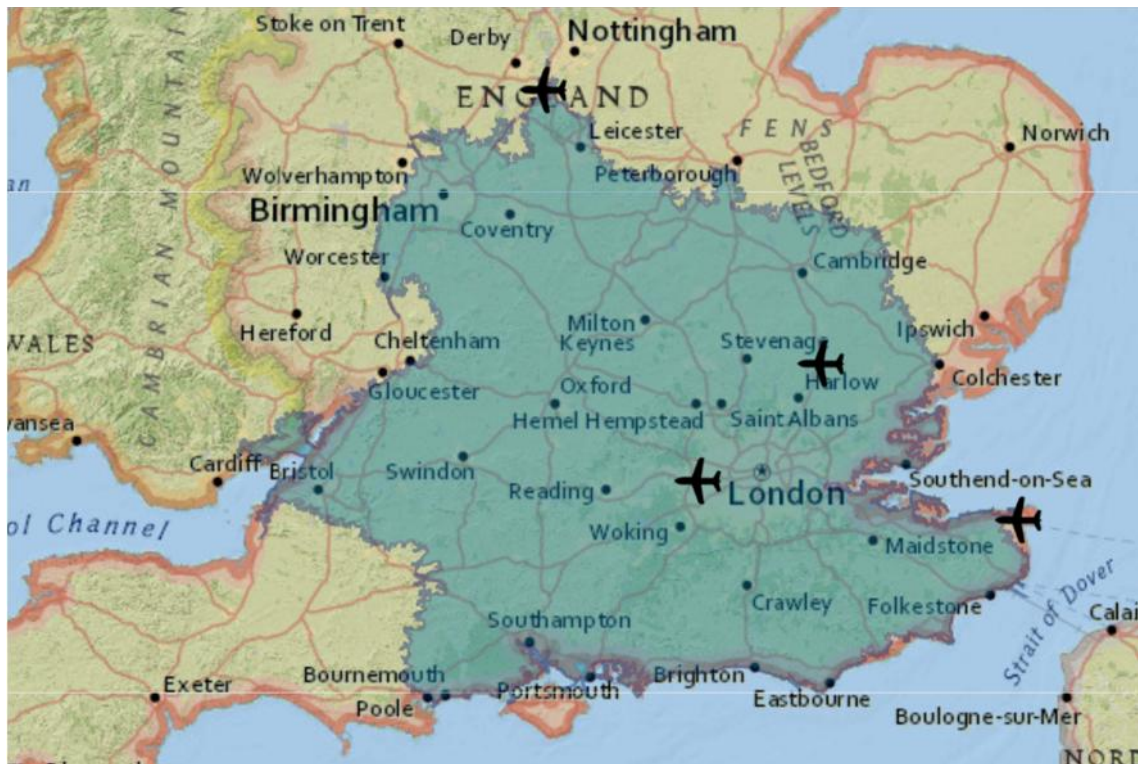 Stoke on Trent
Derby
Nottingham
ENGLAND
CAMBRIAN MOUNTAIN
Leicester
FENS
Norwich
Wolverhampton
Peterborough
BEDFORD
LEVELS
Birmingham
Coventry
Worcester
Cambridge
Hereford
Milton
Keynes
Stevenage
Ipswich
WALES
Cheltenham
Gloucester
Oxford
Harlow
Colchester
Hemel Hempstead
Saint Albans
wansea
Cardiff
Bristol
Swindon
Reading
London
Southend-on-Sea
ol Channel
Woking
Maidstone
Crawley
Folkestone
Strait of Dover
Calai
Southampton
Bournemouth
Portsmouth
Brighton
Eastbourne
Exeter
Poole
Boulogne-sur-Mer
NORD